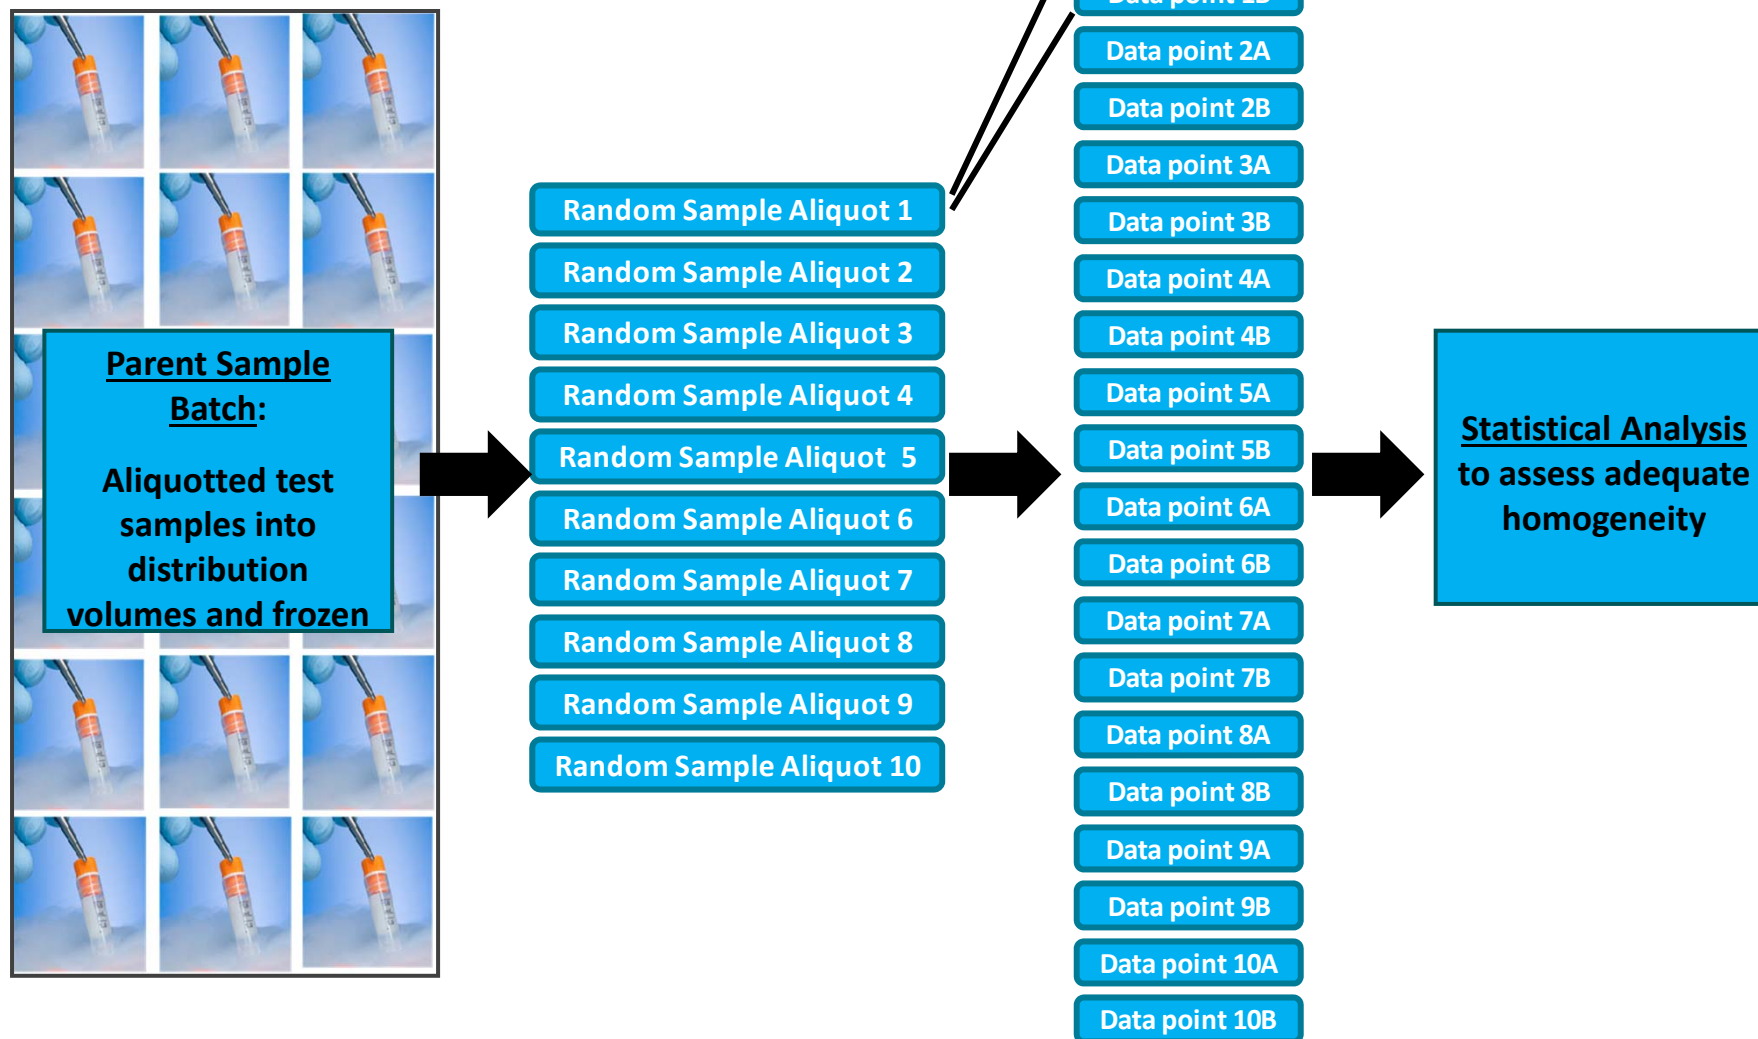 Parent Sample
Batch:
Aliquotted test
samples into
distribution
volumes and frozen
Random Sample Aliquot 1
Random Sample Aliquot 2
Random Sample Aliquot 3
Random Sample Aliquot 4
Random Sample Aliquot 5
Random Sample Aliquot 6
Random Sample Aliquot 7
Random Sample Aliquot 8
Random Sample Aliquot 9
Random Sample Aliquot 10
Data point 1B
Data point 2A
Data point 2B
Data point 3A
Data point 3B
Data point 4A
Data point 4B
Data point 5A
Data point 5B
Data point 6A
Data point 6B
Data point 7A
Data point 7B
Data point 8A
Data point 8B
Data point 9A
Data point 9B
Data point 10A
Data point 10B
Statistical Analysis
to assess adequate
homogeneity